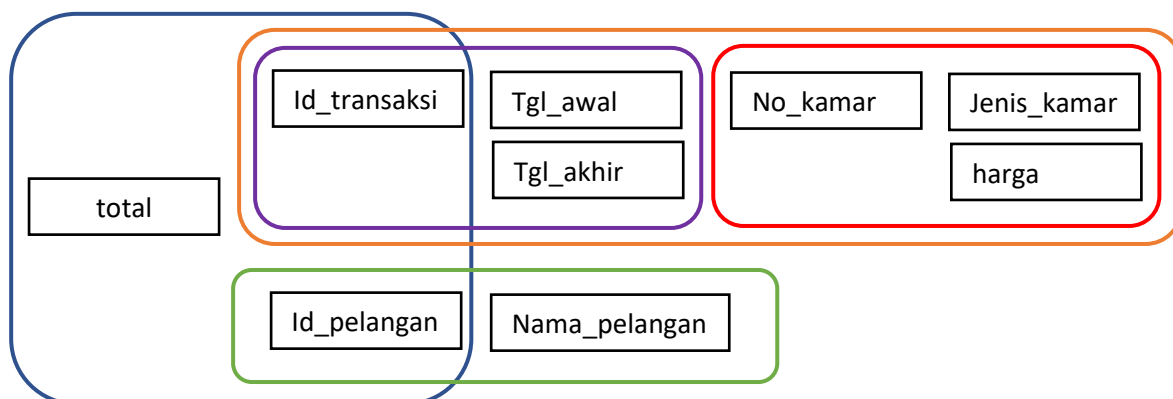 Id_transaksi
Tgl_awal
No_kamar
Jenis_kamar
Tgl_akhir
harga
total
Id_pelangan
Nama_pelangan